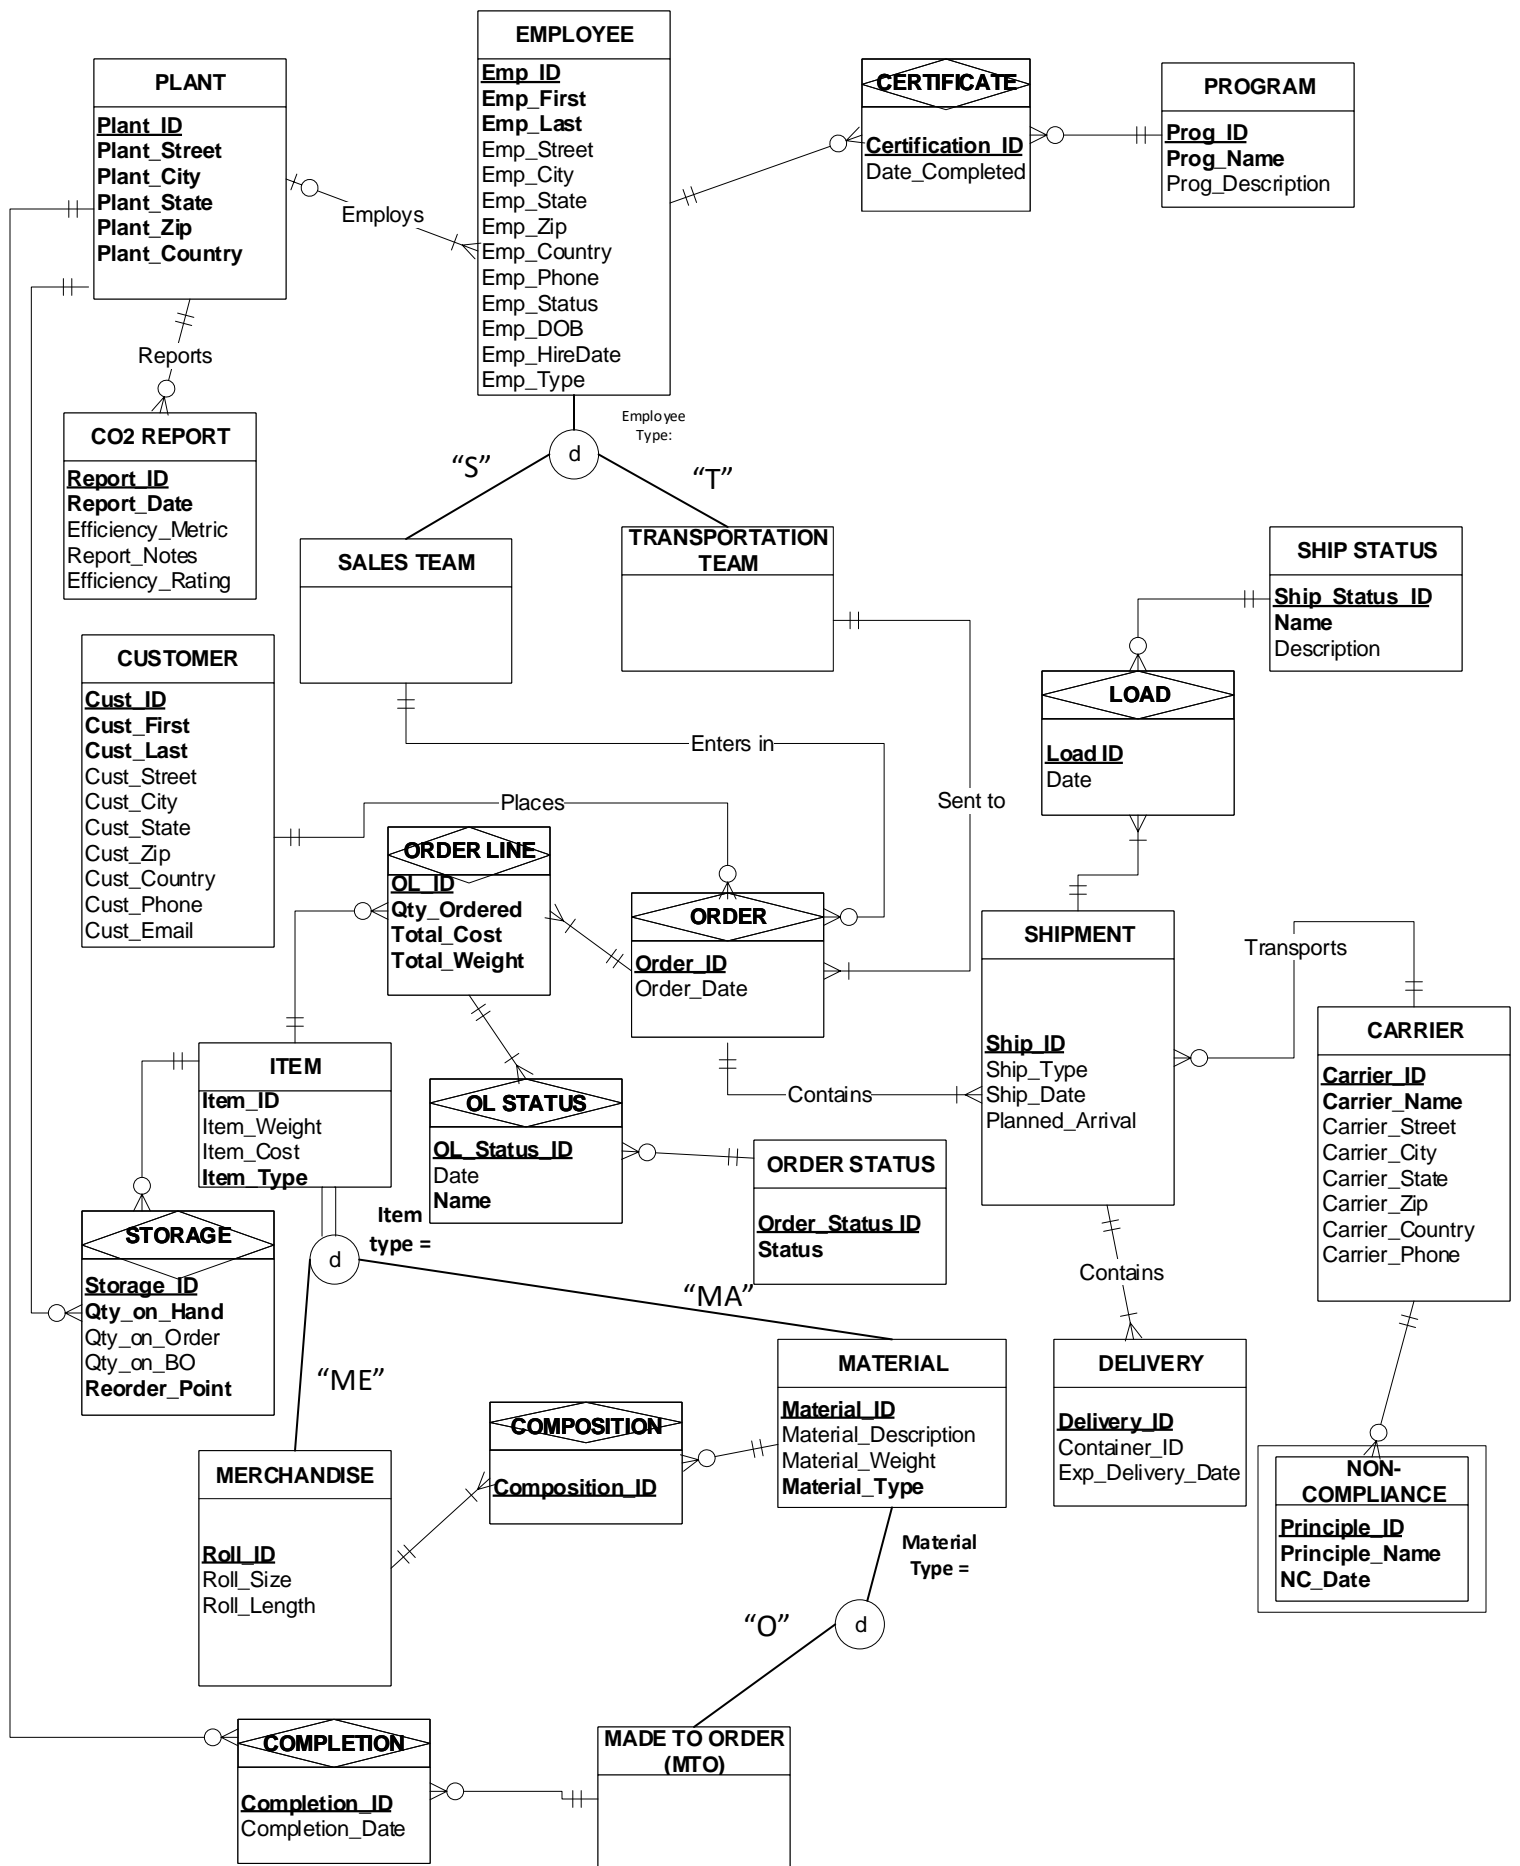 EMPLOYEE
Emp_ID
Emp_First
Emp_Last
Emp_Street
Emp_City
Emp_State
Emp_Zip
Emp_Country
Emp_Phone
Emp_Status
Emp_DOB
Emp_HireDate
Emp_Type
PLANT
Plant_ID
Plant_Street
Plant_City
Plant_State
Plant_Zip
Plant_Country
Employs
CERTIFICATE
Certification_ID
Date_Completed
PROGRAM
Prog_ID
Prog_Name
Prog_Description
Reports
CO2 REPORT
Report_ID
Report_Date
Efficiency_Metric
Report_Notes
Efficiency_Rating
Employee
Type:
d
“S”
“T”
SALES TEAM
TRANSPORTATION
TEAM
SHIP STATUS
Ship_Status_ID
Name
Description
CUSTOMER
Cust_ID
Cust_First
Cust_Last
Cust_Street
Cust_City
Cust_State
Cust_Zip
Cust_Country
Cust_Phone
Cust_Email
LOAD
Load ID
Date
Enters in
Places
Sent to
ORDER LINE
OL_ID
Qty_Ordered
Total_Cost
Total_Weight
ORDER
Order_ID
Order_Date
SHIPMENT
Ship_ID
Ship_Type
Ship_Date
Planned_Arrival
Transports
CARRIER
Carrier_ID
Carrier_Name
Carrier_Street
Carrier_City
Carrier_State
Carrier_Zip
Carrier_Country
Carrier_Phone
ITEM
Item_ID
Item_Weight
Item_Cost
Item_Type
OL STATUS
OL_Status_ID
Date
Name
Contains
ORDER STATUS
Order_Status ID
Status
STORAGE
Storage_ID
Qty_on_Hand
Qty_on_Order
Qty_on_BO
Reorder_Point
Item
type =
d
“MA”
“ME”
Contains
MATERIAL
Material_ID
Material_Description
Material_Weight
Material_Type
DELIVERY
Delivery_ID
Container_ID
Exp_Delivery_Date
COMPOSITION
Composition_ID
MERCHANDISE
Roll_ID
Roll_Size
Roll_Length
NON-
COMPLIANCE
Principle_ID
Principle_Name
NC_Date
Material
Type =
d
“O”
COMPLETION
Completion_ID
Completion_Date
MADE TO ORDER
(MTO)